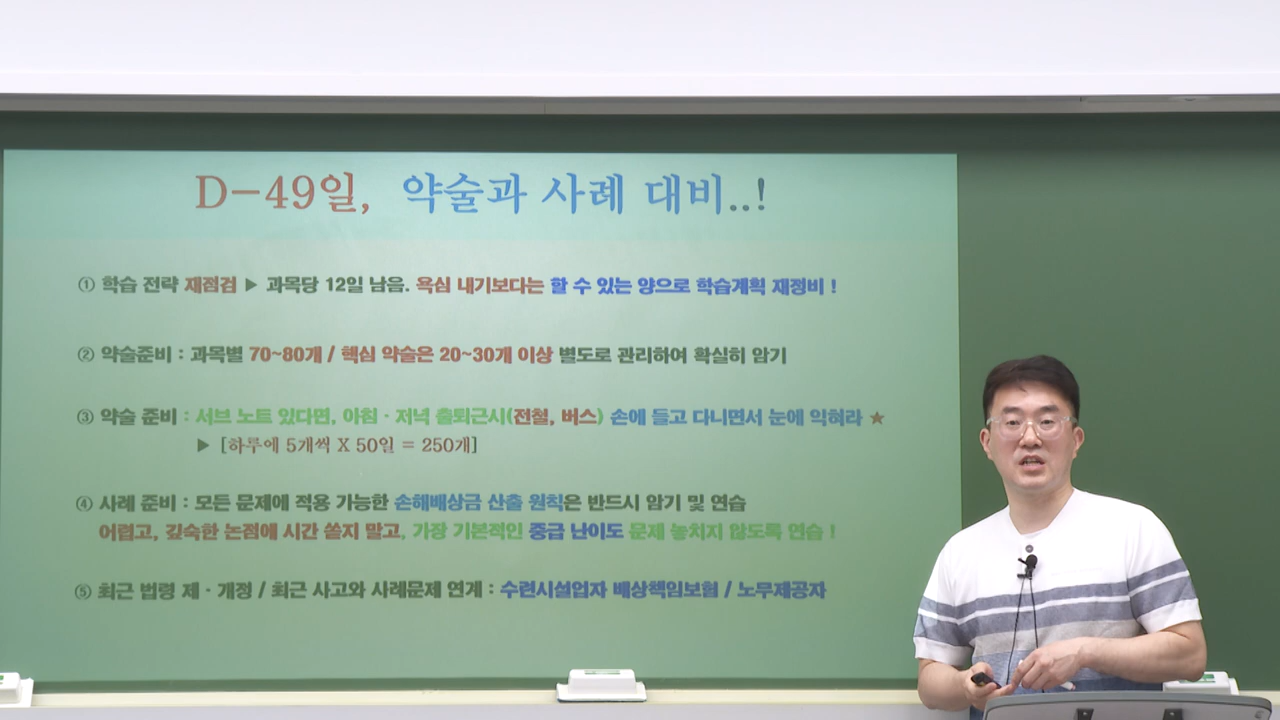 D-49일, 약술과 사례 대비..!
① 학습 전략 재점검 ▶ 과목당 12일 남음. 욕심 내기보다는 할 수 있는 양으로 학습계획 재정비 !
② 약술준비 : 과목별 70~80개 / 핵심 약술은 20~30개 이상 별도로 관리하여 확실히 암기
③ 약술 준비 : 서브 노트 있다면, 아침 · 저녁 출퇴근시(전철, 버스) 손에 들고 다니면서 눈에 익혀라 ★
▶ [하루에 5개씩 X 50일 = 250개]
④ 사례 준비 : 모든 문제에 적용 가능한 손해배상금 산출 원칙은 반드시 암기 및 연습
어렵고, 깊숙한 논점에 시간 쏟지 말고, 가장 기본적인 중급 난이도 문제 놓치지 않도록 연습 !
⑤ 최근 법령 제 · 개정 / 최근 사고와 사례문제 연계 : 수련시설업자 배상책임보험 / 노무제공자